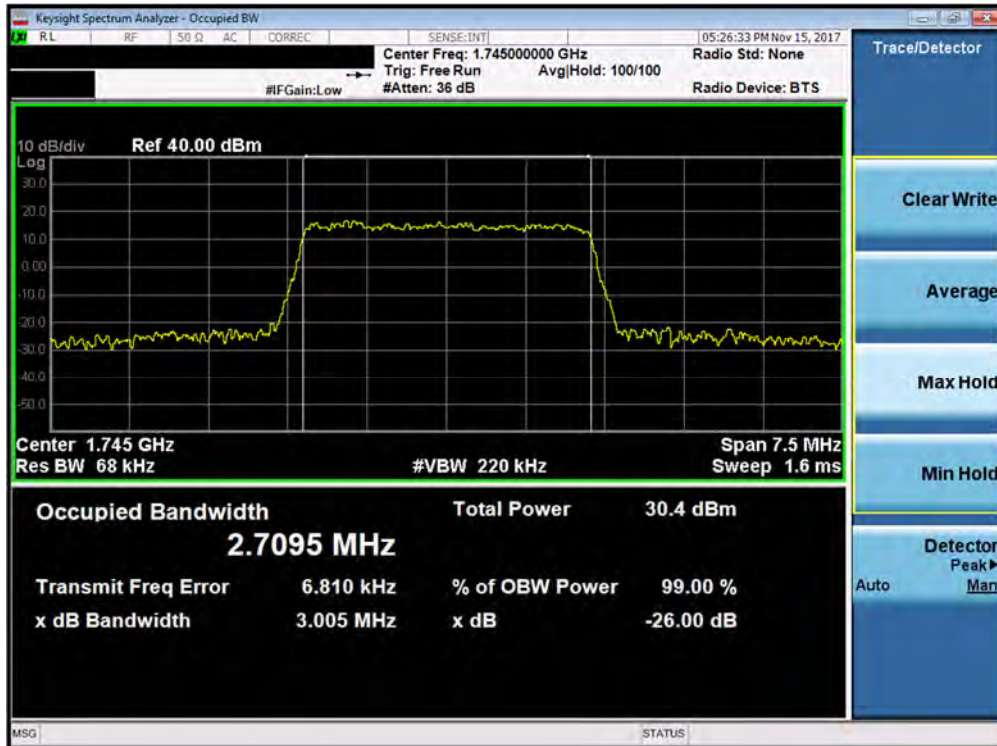 Keysight Spectrum Analyzer - Occupied BW
LXI RL RF 50 Ω AC CORREC SENSE:INT 05:26:33 PM Nov 15, 2017
Center Freq: 1.745000000 GHz Radio Std: None
Trig: Free Run Avg|Hold: 100/100
#IFGain:Low #Atten: 36 dB Radio Device: BTS
Trace/Detector
10 dB/div Ref 40.00 dBm
Log
30.0
20.0
10.0
0.00
-10.0
-20.0
-30.0
-40.0
-50.0
Center 1.745 GHz Span 7.5 MHz
Res BW 68 kHz #VBW 220 kHz Sweep 1.6 ms
Occupied Bandwidth Total Power 30.4 dBm
2.7095 MHz
Transmit Freq Error 6.810 kHz % of OBW Power 99.00 %
x dB Bandwidth 3.005 MHz x dB -26.00 dB
Clear Write
Average
Max Hold
Min Hold
Detector
Peak▶
Auto Man
MSG STATUS